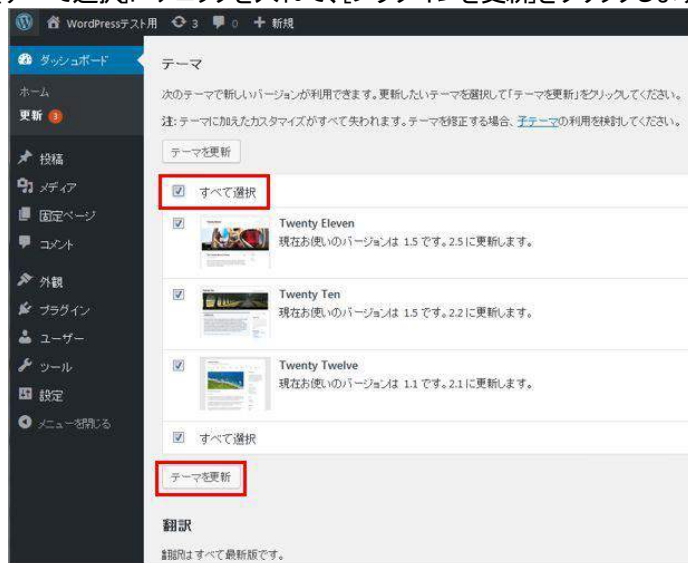 WordPressテスト用 3 0 + 新規
ダッシュボード
ホーム
更新 3
投稿
メディア
固定ページ
コメント
外観
プラグイン
ユーザー
ツール
設定
メニューを閉じる
テーマ
次のテーマで新しいバージョンが利用できます。更新したいテーマを選択して「テーマを更新」をクリックしてください。
注: テーマに加えたカスタマイズがすべて失われます。テーマを修正する場合、子テーマの利用を検討してください。
テーマを更新
すべて選択
Twenty Eleven
現在お使いのバージョンは 1.5 です。2.5 に更新します。
Twenty Ten
現在お使いのバージョンは 1.5 です。2.2 に更新します。
Twenty Twelve
現在お使いのバージョンは 1.1 です。2.1 に更新します。
すべて選択
テーマを更新
翻訳
翻訳はすべて最新版です。